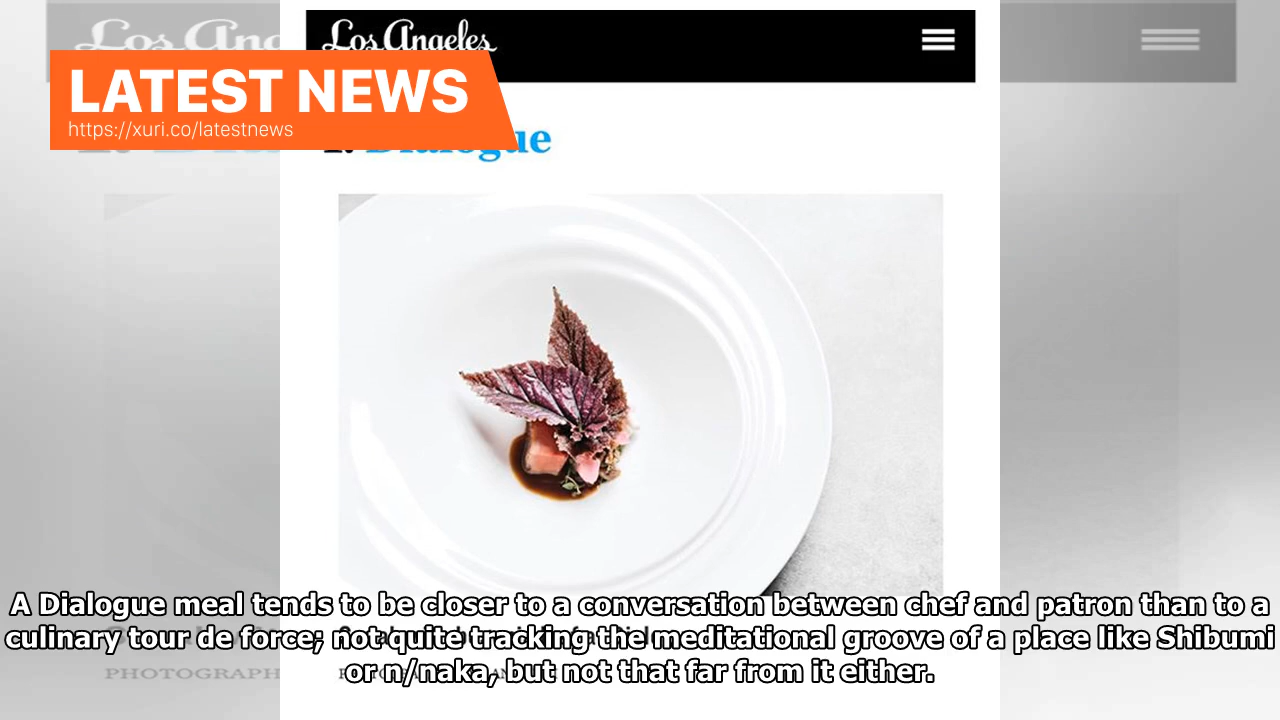 Los Angeles
LATEST NEWS
https://xuri.co/latestnews
Dialogue
A Dialogue meal tends to be closer to a conversation between chef and patron than to a
culinary tour de force; not quite tracking the meditational groove of a place like Shibumi
or n/naka, but not that far from it either.
PHOTOGRAPH